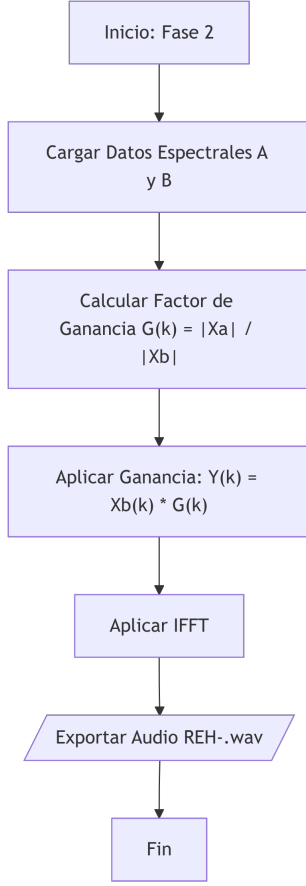 Inicio: Fase 2
Cargar Datos Espectrales A
y B
Calcular Factor de
Ganancia G(k) = |Xa| /
|Xb|
Aplicar Ganancia: Y(k) =
Xb(k) * G(k)
Aplicar IFFT
Exportar Audio REH-.wav
Fin